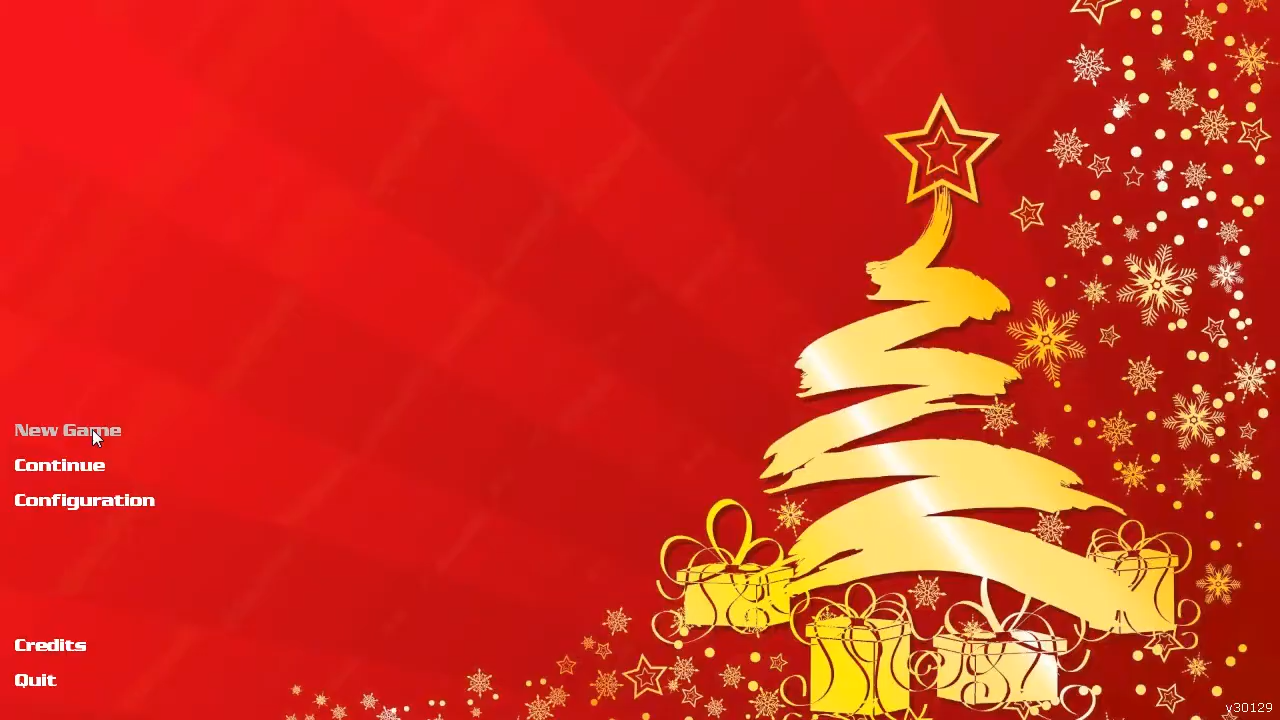 New Game
Continue
Configuration
Credits
Quit
v30129